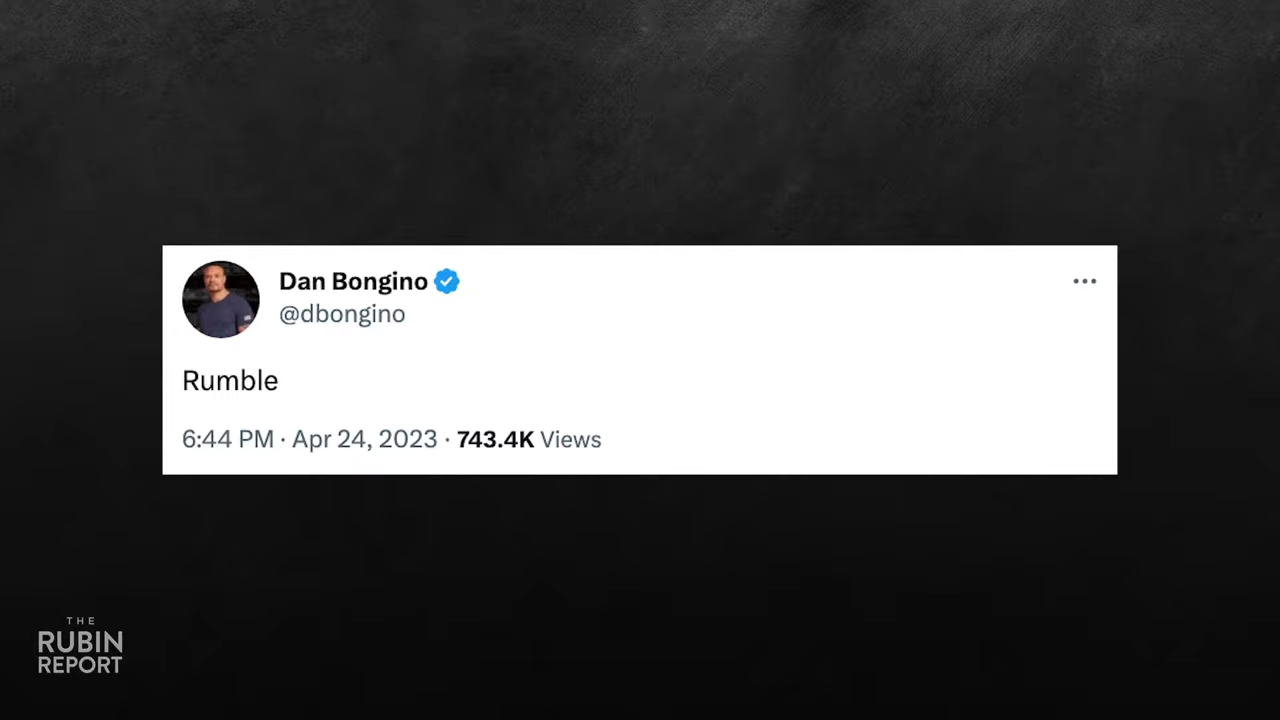 Dan Bongino
@dbongino
Rumble
6:44 PM · Apr 24, 2023 · 743.4K Views
THE
RUBIN
REPORT